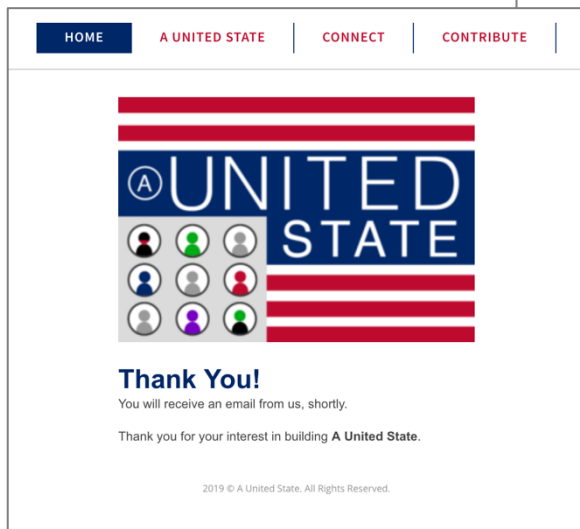 HOME A UNITED STATE CONNECT CONTRIBUTE
A UNITED
STATE
Thank You!
You will receive an email from us, shortly.
Thank you for your interest in building A United State.
2019 © A United State. All Rights Reserved.